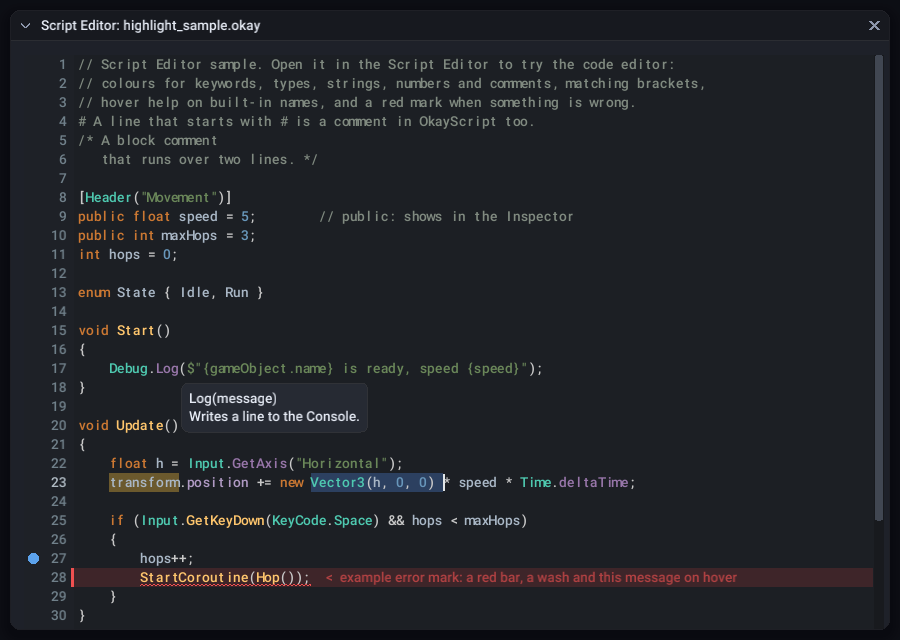 Script Editor: highlight_sample.okay
1 // Script Editor sample. Open it in the Script Editor to try the code editor:
2 // colours for keywords, types, strings, numbers and comments, matching brackets,
3 // hover help on built-in names, and a red mark when something is wrong.
4 # A line that starts with # is a comment in OkayScript too.
5 /* A block comment
6    that runs over two lines. */
7
8 [Header("Movement")]
9 public float speed = 5;        // public: shows in the Inspector
10 public int maxHops = 3;
11 int hops = 0;
12
13 enum State { Idle, Run }
14
15 void Start()
16 {
17     Debug.Log($"{gameObject.name} is ready, speed {speed}");
18 }
Log(message)
19
Writes a line to the Console.
20 void Update()
21 {
22     float h = Input.GetAxis("Horizontal");
23     transform.position += new Vector3(h, 0, 0) * speed * Time.deltaTime;
24
25     if (Input.GetKeyDown(KeyCode.Space) && hops < maxHops)
26     {
27         hops++;
28         StartCoroutine(Hop());  < example error mark: a red bar, a wash and this message on hover
29     }
30 }